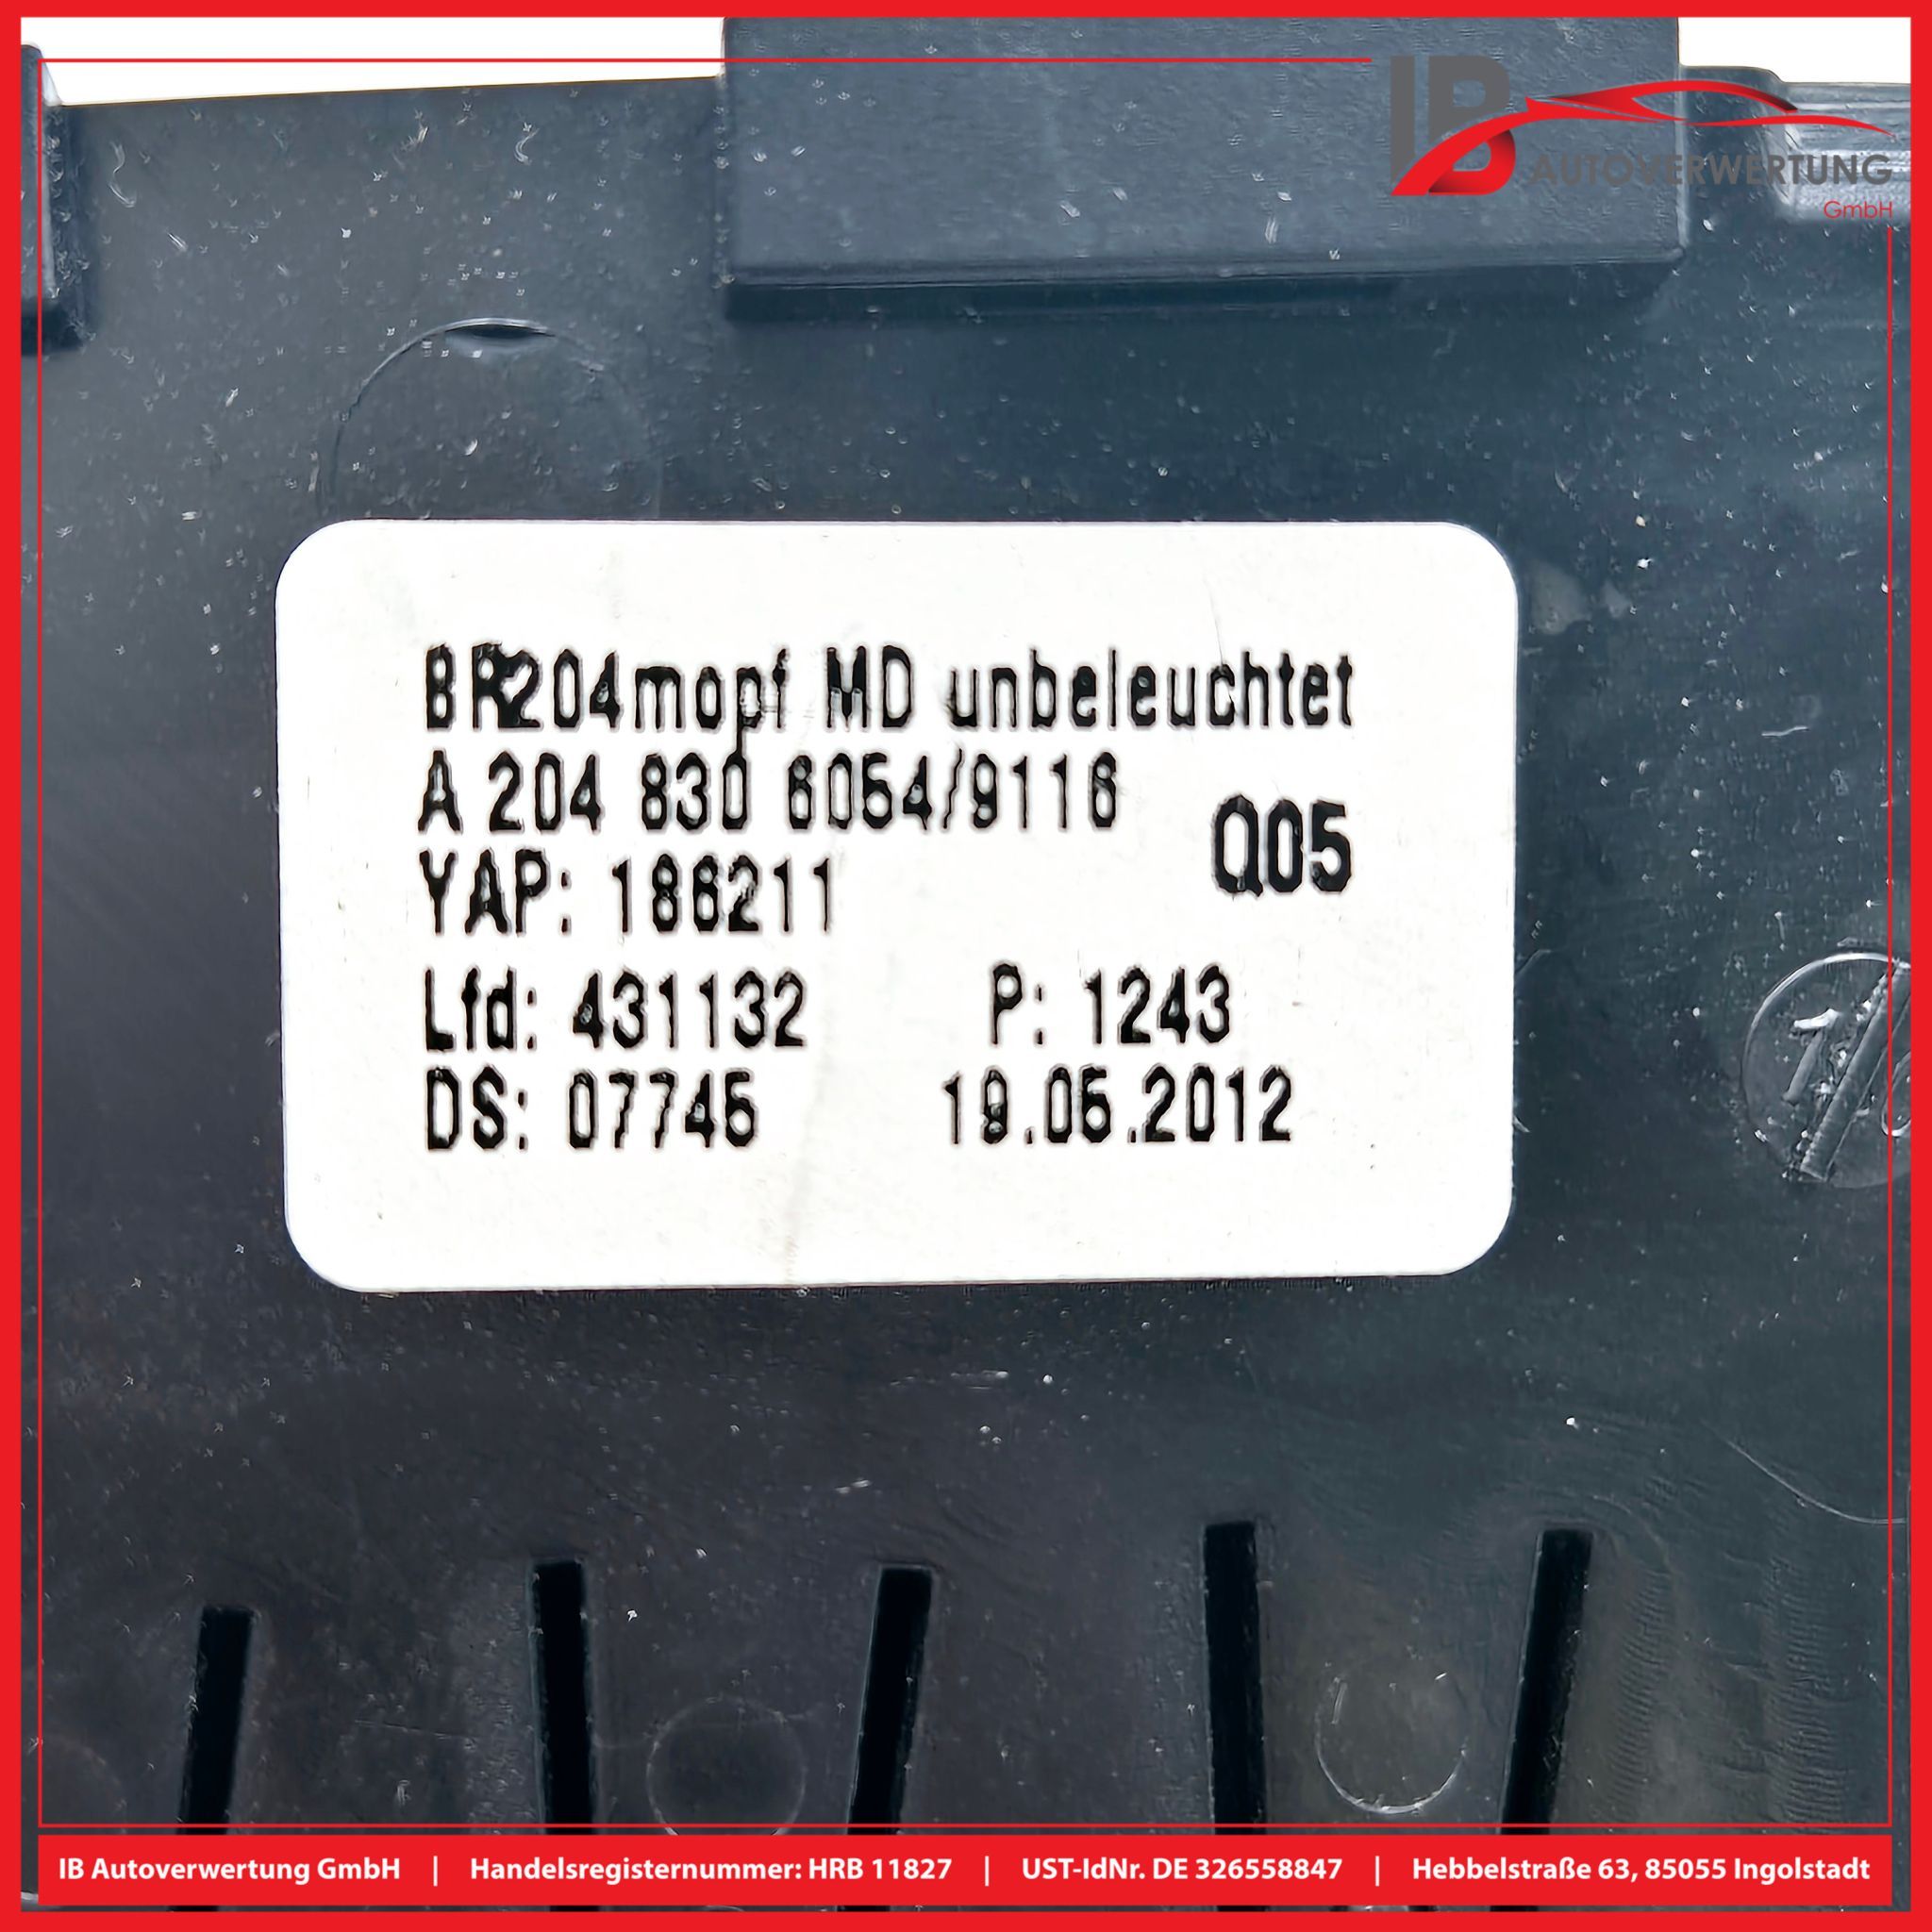 IB
AUTOVERWERTUNG
GmbH
BR204mopf MD unbeleuchtet
A 204 830 6054/9116
Q05
YAP: 186211
Lfd: 431132 P: 1243
DS: 07745 19.05.2012
IB Autoverwertung GmbH | Handelsregisternummer: HRB 11827 | UST-IdNr. DE 326558847 | Hebbelstraße 63, 85055 Ingolstadt